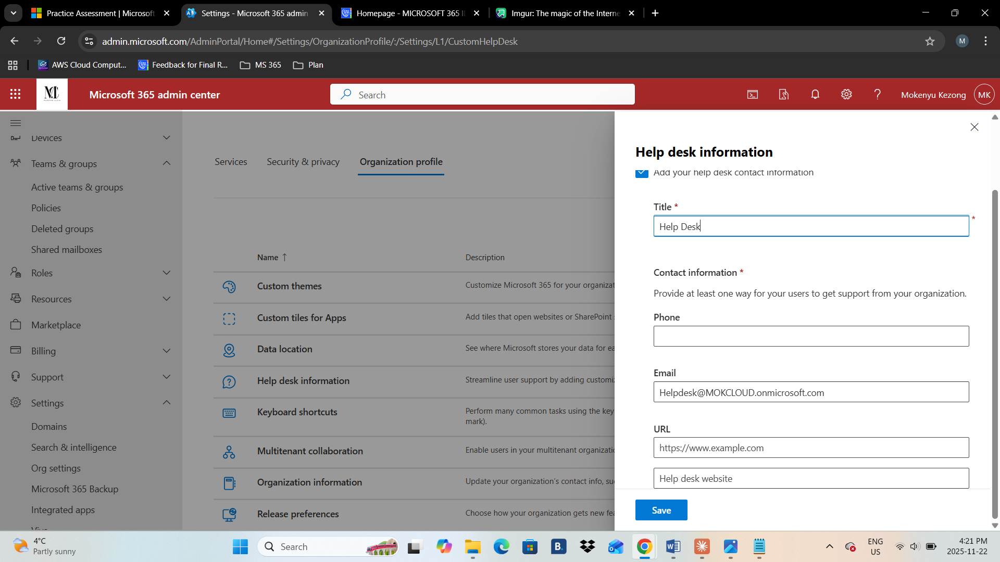 Practice Assessment | Microsoft
Settings - Microsoft 365 admin
Homepage - MICROSOFT 365
Imgur: The magic of the Interne
admin.microsoft.com/AdminPortal/Home#/Settings/OrganizationProfile/:/Settings/L1/CustomHelpDesk
M
AWS Cloud Comput...
Feedback for Final R...
MS 365
Plan
Microsoft 365 admin center
Search
Mokenyu Kezong
MK
Devices
Teams & groups
Active teams & groups
Policies
Deleted groups
Shared mailboxes
Roles
Resources
Marketplace
Billing
Support
Settings
Domains
Search & intelligence
Org settings
Microsoft 365 Backup
Integrated apps
Services
Security & privacy
Organization profile
Name ↑
Description
Custom themes
Customize Microsoft 365 for your organizat
Custom tiles for Apps
Add tiles that open websites or SharePoint
Data location
See where Microsoft stores your data for ea
Help desk information
Streamline user support by adding customiz
Keyboard shortcuts
Perform many common tasks using the key
mark).
Multitenant collaboration
Enable users in your multitenant organizatio
Organization information
Update your organization's contact info, su
Release preferences
Choose how your organization gets new fea
Help desk information
Add your help desk contact information
Title *
Help Desk
*
Contact information *
Provide at least one way for your users to get support from your organization.
Phone
Email
Helpdesk@MOKCLOUD.onmicrosoft.com
URL
https://www.example.com
Help desk website
Save
4°C
Partly sunny
Search
B.
ENG
US
4:21 PM
2025-11-22